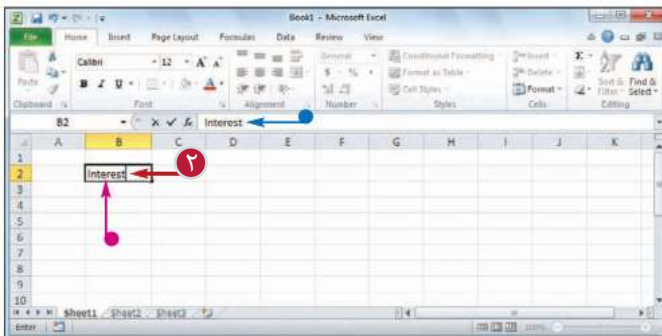 Book1 - Microsoft Excel
File Home Insert Page Layout Formulas Data Review View
Calibri 12 A A General Conditional Formatting Insert Σ
Paste B I U A $ % , Format as Table Delete Sort & Find &
Cell Styles Format Filter Select
Clipboard Font Alignment Number Styles Cells Editing
B2 fx Interest
A B C D E F G H I J K
1
2 Interest ٢
3
4
5
6
7
8
9
10
Sheet1 Sheet2 Sheet3
Enter